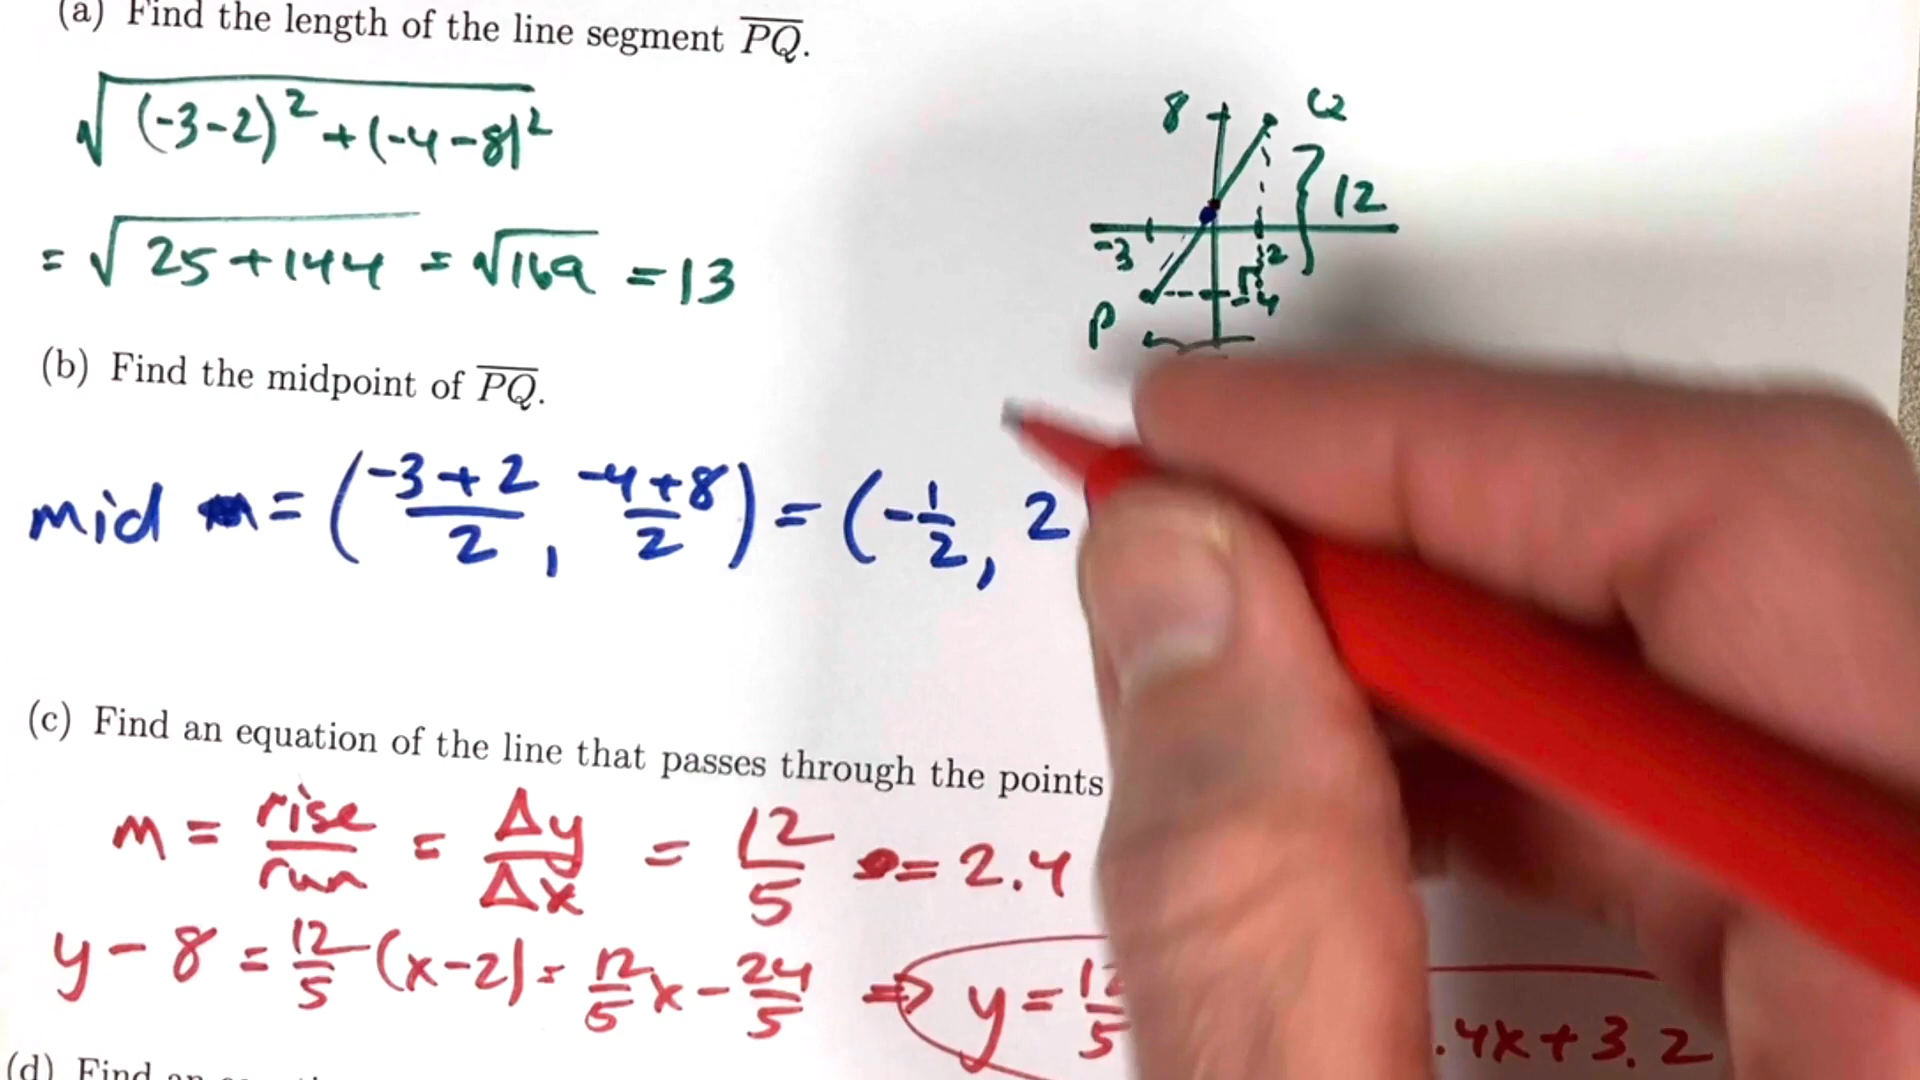 (a) Find the length of the line segment PQ.
√(-3-2)² + (-4-8)²
= √25+144 = √169 = 13
8 Q
12
-3 2
-4
P
(b) Find the midpoint of PQ.
mid m = (-3+2/2, -4+8/2) = (-1/2, 2
(c) Find an equation of the line that passes through the points
m = rise/run = Δy/Δx = 12/5 = 2.4
y - 8 = 12/5 (x-2) = 12/5 x - 24/5 ⇒ y = 12/5
.4x + 3.2
(d) Find an